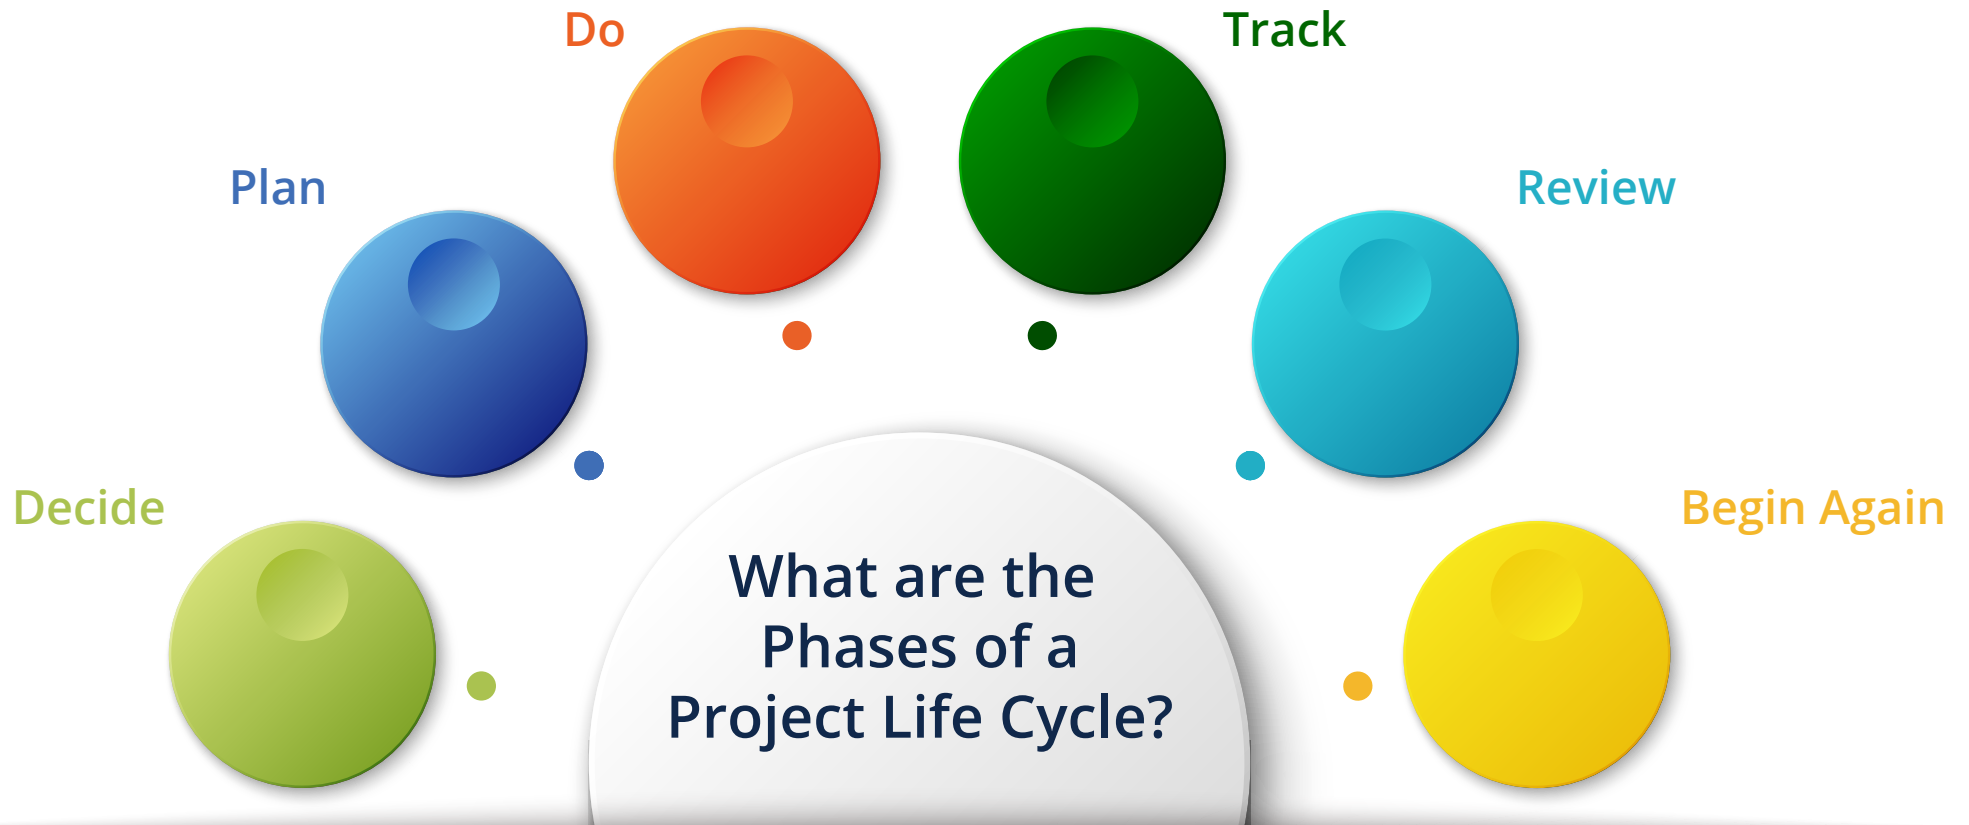 Do
Track
Plan
Review
Decide
Begin Again
What are the
Phases of a
Project Life Cycle?